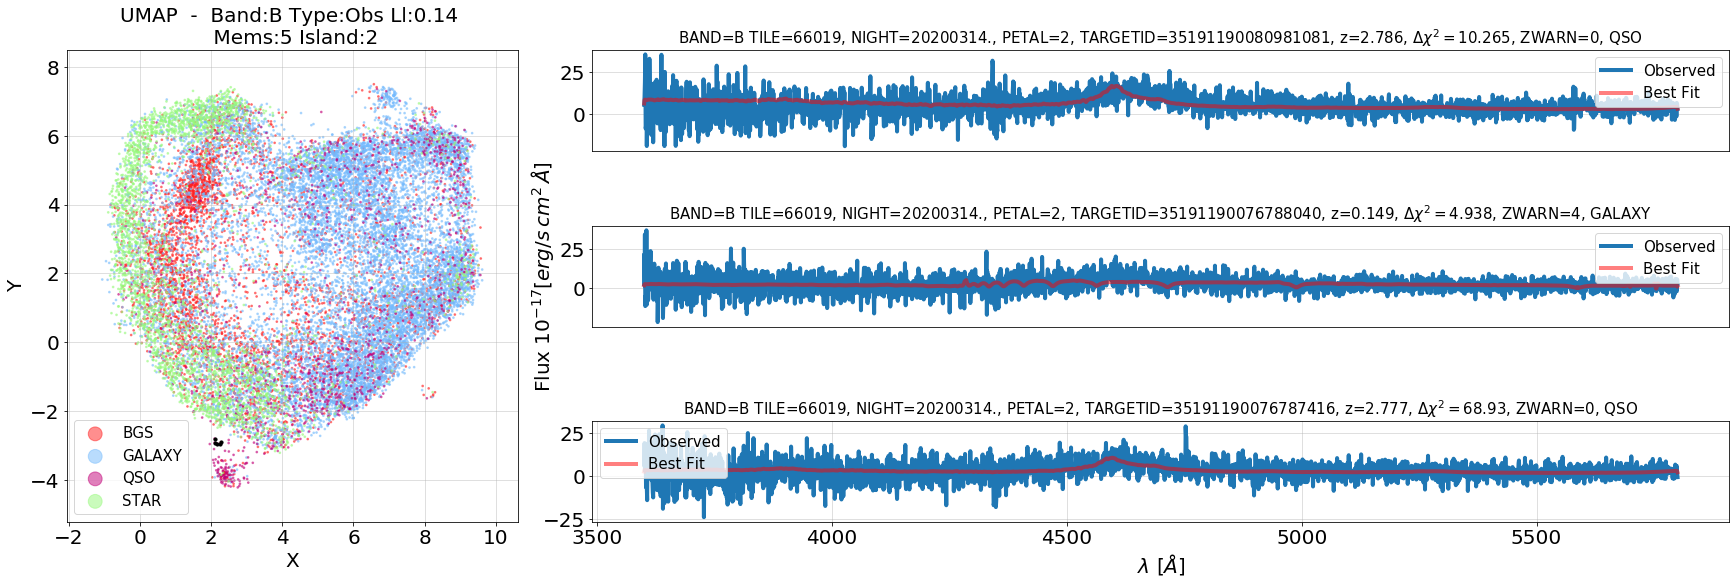 UMAP - Band:B Type:Obs Ll:0.14
Mems:5 Island:2
8
6
4
2
0
−2
−4
Y
BGS
GALAXY
QSO
STAR
−2 0 2 4 6 8 10
X
BAND=B TILE=66019, NIGHT=20200314., PETAL=2, TARGETID=35191190080981081, z=2.786, Δχ² = 10.265, ZWARN=0, QSO
25
0
Observed
Best Fit
BAND=B TILE=66019, NIGHT=20200314., PETAL=2, TARGETID=35191190076788040, z=0.149, Δχ² = 4.938, ZWARN=4, GALAXY
25
0
Observed
Best Fit
Flux 10⁻¹⁷[erg/s cm² Å]
BAND=B TILE=66019, NIGHT=20200314., PETAL=2, TARGETID=35191190076787416, z=2.777, Δχ² = 68.93, ZWARN=0, QSO
25
0
−25
Observed
Best Fit
3500 4000 4500 5000 5500
λ [Å]